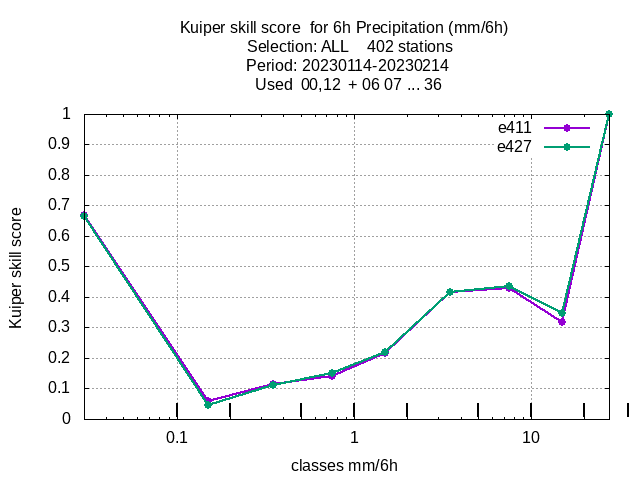 Kuiper skill score  for 6h Precipitation (mm/6h)
Selection: ALL    402 stations
Period: 20230114-20230214
Used  00,12  + 06 07 ... 36
e411
e427
1
0.9
0.8
0.7
0.6
0.5
0.4
0.3
0.2
0.1
0
Kuiper skill score
0.1 1 10
classes mm/6h